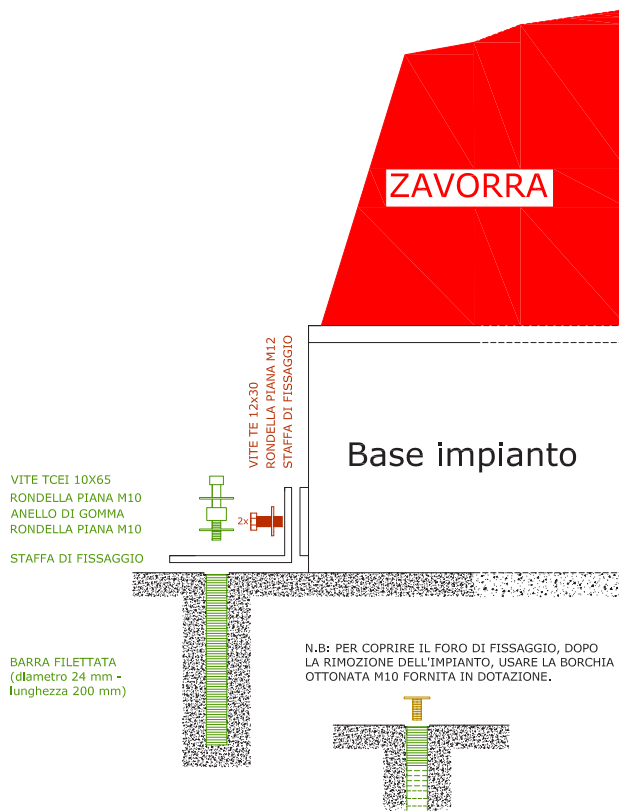 ZAVORRA
VITE TE 12x30
RONDELLA PIANA M12
STAFFA DI FISSAGGIO
Base impianto
VITE TCEI 10X65
RONDELLA PIANA M10
ANELLO DI GOMMA
RONDELLA PIANA M10
2x
STAFFA DI FISSAGGIO
BARRA FILETTATA
(diametro 24 mm -
lunghezza 200 mm)
N.B: PER COPRIRE IL FORO DI FISSAGGIO, DOPO
LA RIMOZIONE DELL'IMPIANTO, USARE LA BORCHIA
OTTONATA M10 FORNITA IN DOTAZIONE.